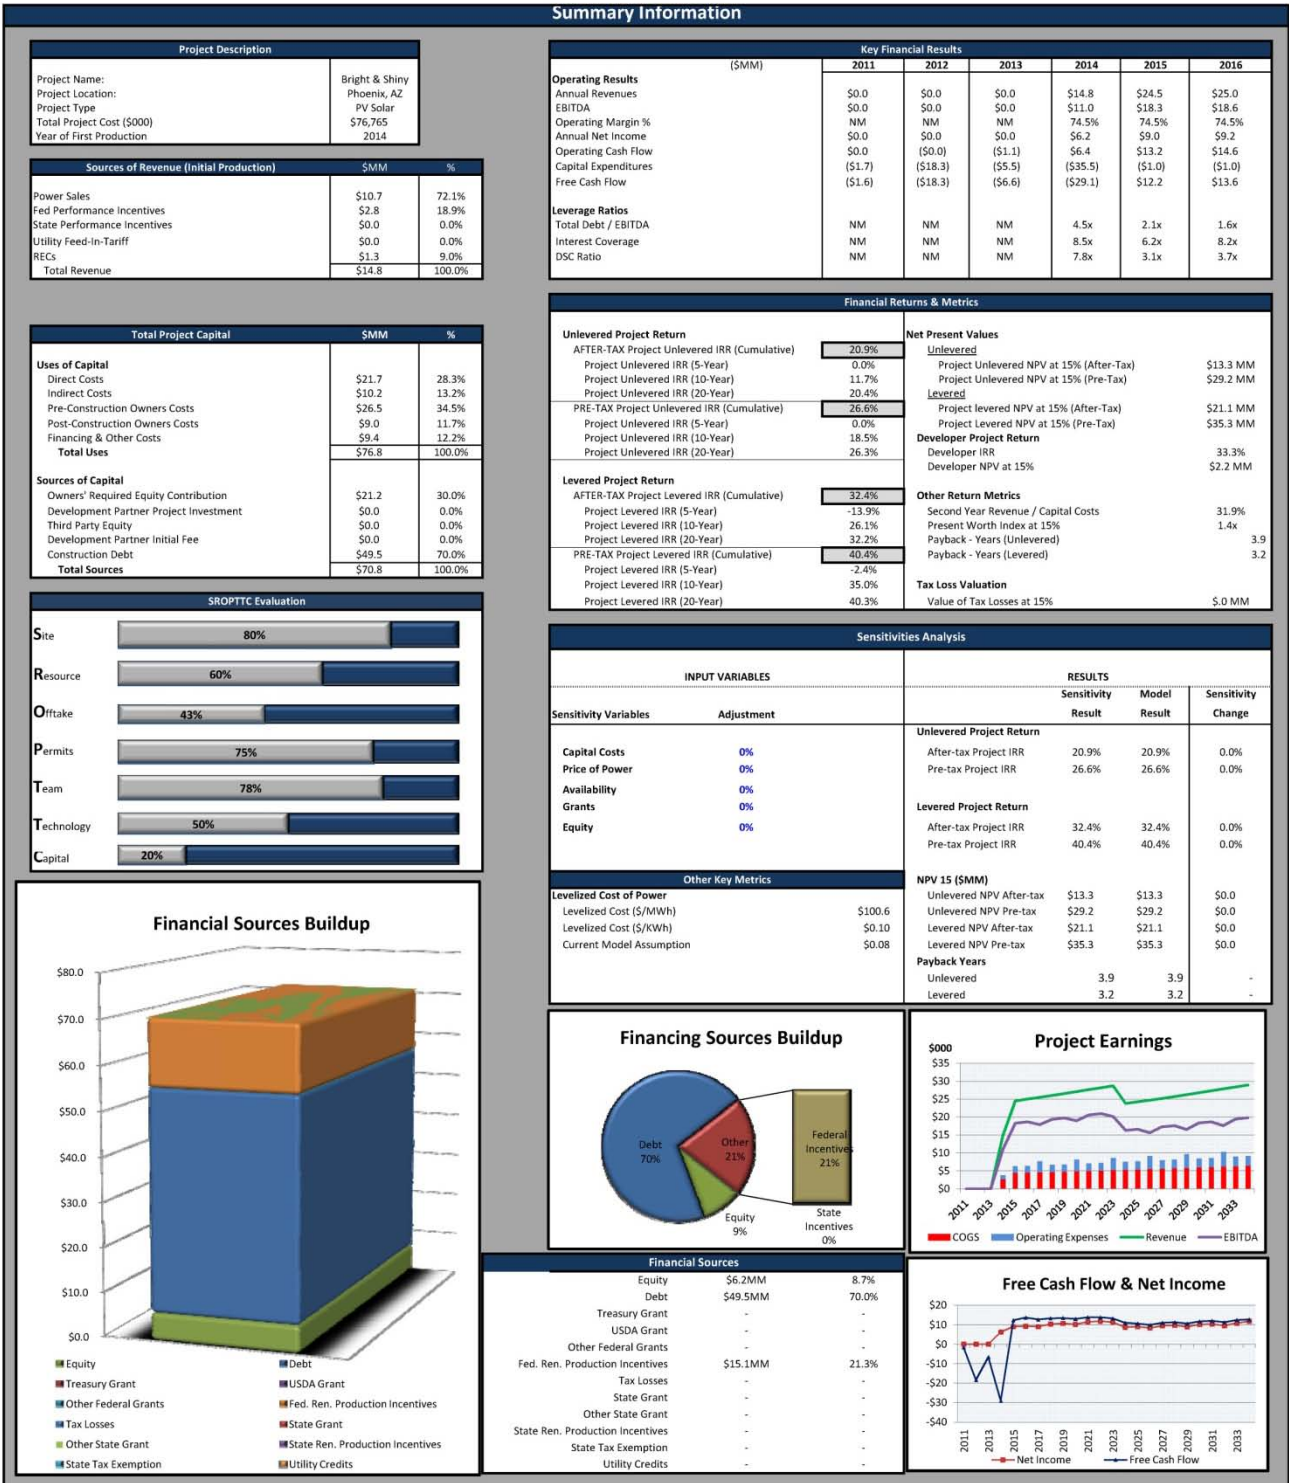 Summary Information
Project Description
Project Name: Bright & Shiny
Project Location: Phoenix, AZ
Project Type PV Solar
Total Project Cost ($000) $76,765
Year of First Production 2014
Sources of Revenue (Initial Production) $MM %
Power Sales $10.7 72.1%
Fed Performance Incentives $2.8 18.9%
State Performance Incentives $0.0 0.0%
Utility Feed-In-Tariff $0.0 0.0%
RECs $1.3 9.0%
Total Revenue $14.8 100.0%
Total Project Capital $MM %
Uses of Capital
Direct Costs $21.7 28.3%
Indirect Costs $10.2 13.2%
Pre-Construction Owners Costs $26.5 34.5%
Post-Construction Owners Costs $9.0 11.7%
Financing & Other Costs $9.4 12.2%
Total Uses $76.8 100.0%
Sources of Capital
Owners' Required Equity Contribution $21.2 30.0%
Development Partner Project Investment $0.0 0.0%
Third Party Equity $0.0 0.0%
Development Partner Initial Fee $0.0 0.0%
Construction Debt $49.5 70.0%
Total Sources $70.8 100.0%
SROPTTC Evaluation
Site 80%
Resource 60%
Offtake 43%
Permits 75%
Team 78%
Technology 50%
Capital 20%
Financial Sources Buildup
$80.0
$70.0
$60.0
$50.0
$40.0
$30.0
$20.0
$10.0
$0.0
Equity Debt
Treasury Grant USDA Grant
Other Federal Grants Fed. Ren. Production Incentives
Tax Losses State Grant
Other State Grant State Ren. Production Incentives
State Tax Exemption Utility Credits
Key Financial Results
($MM) 2011 2012 2013 2014 2015 2016
Operating Results
Annual Revenues $0.0 $0.0 $0.0 $14.8 $24.5 $25.0
EBITDA $0.0 $0.0 $0.0 $11.0 $18.3 $18.6
Operating Margin % NM NM NM 74.5% 74.5% 74.5%
Annual Net Income $0.0 $0.0 $0.0 $6.2 $9.0 $9.2
Operating Cash Flow $0.0 ($0.0) ($1.1) $6.4 $13.2 $14.6
Capital Expenditures ($1.7) ($18.3) ($5.5) ($35.5) ($1.0) ($1.0)
Free Cash Flow ($1.6) ($18.3) ($6.6) ($29.1) $12.2 $13.6
Leverage Ratios
Total Debt / EBITDA NM NM NM 4.5x 2.1x 1.6x
Interest Coverage NM NM NM 8.5x 6.2x 8.2x
DSC Ratio NM NM NM 7.8x 3.1x 3.7x
Financial Returns & Metrics
Unlevered Project Return
AFTER-TAX Project Unlevered IRR (Cumulative) 20.9%
Project Unlevered IRR (5-Year) 0.0%
Project Unlevered IRR (10-Year) 11.7%
Project Unlevered IRR (20-Year) 20.4%
PRE-TAX Project Unlevered IRR (Cumulative) 26.6%
Project Unlevered IRR (5-Year) 0.0%
Project Unlevered IRR (10-Year) 18.5%
Project Unlevered IRR (20-Year) 26.3%
Levered Project Return
AFTER-TAX Project Levered IRR (Cumulative) 32.4%
Project Levered IRR (5-Year) -13.9%
Project Levered IRR (10-Year) 26.1%
Project Levered IRR (20-Year) 32.2%
PRE-TAX Project Levered IRR (Cumulative) 40.4%
Project Levered IRR (5-Year) -2.4%
Project Levered IRR (10-Year) 35.0%
Project Levered IRR (20-Year) 40.3%
Net Present Values
Unlevered
Project Unlevered NPV at 15% (After-Tax) $13.3 MM
Project Unlevered NPV at 15% (Pre-Tax) $29.2 MM
Levered
Project levered NPV at 15% (After-Tax) $21.1 MM
Project Levered NPV at 15% (Pre-Tax) $35.3 MM
Developer Project Return
Developer IRR 33.3%
Developer NPV at 15% $2.2 MM
Other Return Metrics
Second Year Revenue / Capital Costs 31.9%
Present Worth Index at 15% 1.4x
Payback - Years (Unlevered) 3.9
Payback - Years (Levered) 3.2
Tax Loss Valuation
Value of Tax Losses at 15% $.0 MM
Sensitivities Analysis
INPUT VARIABLES
Sensitivity Variables Adjustment
Capital Costs 0%
Price of Power 0%
Availability 0%
Grants 0%
Equity 0%
RESULTS
Sensitivity Model Sensitivity
Result Result Change
Unlevered Project Return
After-tax Project IRR 20.9% 20.9% 0.0%
Pre-tax Project IRR 26.6% 26.6% 0.0%
Levered Project Return
After-tax Project IRR 32.4% 32.4% 0.0%
Pre-tax Project IRR 40.4% 40.4% 0.0%
NPV 15 ($MM)
Unlevered NPV After-tax $13.3 $13.3 $0.0
Unlevered NPV Pre-tax $29.2 $29.2 $0.0
Levered NPV After-tax $21.1 $21.1 $0.0
Levered NPV Pre-tax $35.3 $35.3 $0.0
Payback Years
Unlevered 3.9 3.9 -
Levered 3.2 3.2 -
Other Key Metrics
Levelized Cost of Power
Levelized Cost ($/MWh) $100.6
Levelized Cost ($/KWh) $0.10
Current Model Assumption $0.08
Financing Sources Buildup
Debt
70%
Other
21%
Equity
9%
Federal
Incentives
21%
State
Incentives
0%
Project Earnings
$000
$35
$30
$25
$20
$15
$10
$5
$0
2011 2013 2015 2017 2019 2021 2023 2025 2027 2029 2031 2033
COGS Operating Expenses Revenue EBITDA
Financial Sources
Equity $6.2MM 8.7%
Debt $49.5MM 70.0%
Treasury Grant - -
USDA Grant - -
Other Federal Grants - -
Fed. Ren. Production Incentives $15.1MM 21.3%
Tax Losses - -
State Grant - -
Other State Grant - -
State Ren. Production Incentives - -
State Tax Exemption - -
Utility Credits - -
Free Cash Flow & Net Income
$20
$10
$0
-$10
-$20
-$30
-$40
2011 2013 2015 2017 2019 2021 2023 2025 2027 2029 2031 2033
Net Income Free Cash Flow